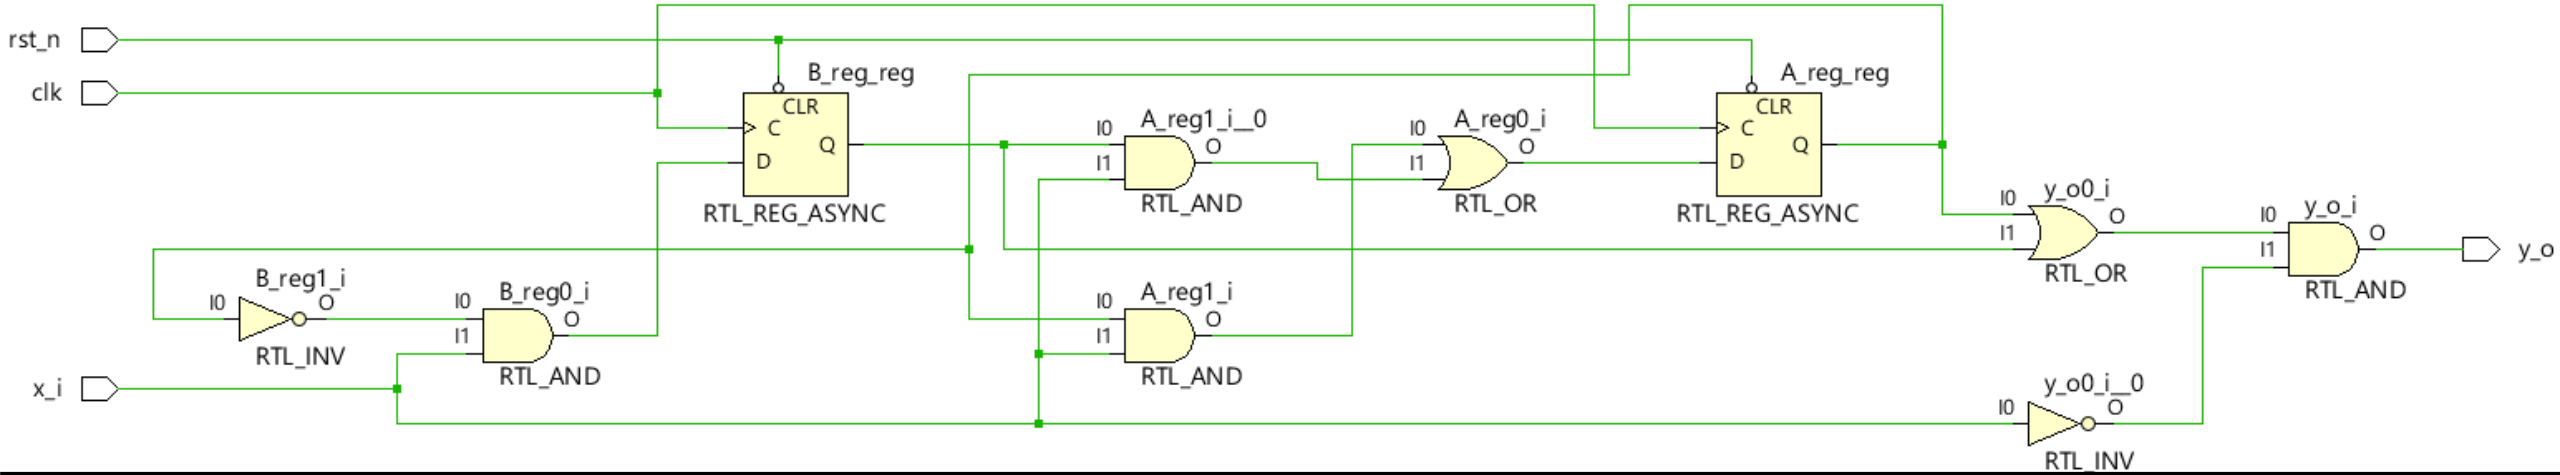 rst_n
clk
x_i
B_reg1_i
I0
O
RTL_INV
B_reg0_i
I0
I1
O
RTL_AND
B_reg_reg
CLR
C
D
Q
RTL_REG_ASYNC
A_reg1_i__0
I0
I1
O
RTL_AND
A_reg1_i
I0
I1
O
RTL_AND
A_reg0_i
I0
I1
O
RTL_OR
A_reg_reg
CLR
C
D
Q
RTL_REG_ASYNC
y_o0_i
I0
I1
O
RTL_OR
y_o0_i__0
I0
O
RTL_INV
y_o_i
I0
I1
O
RTL_AND
y_o